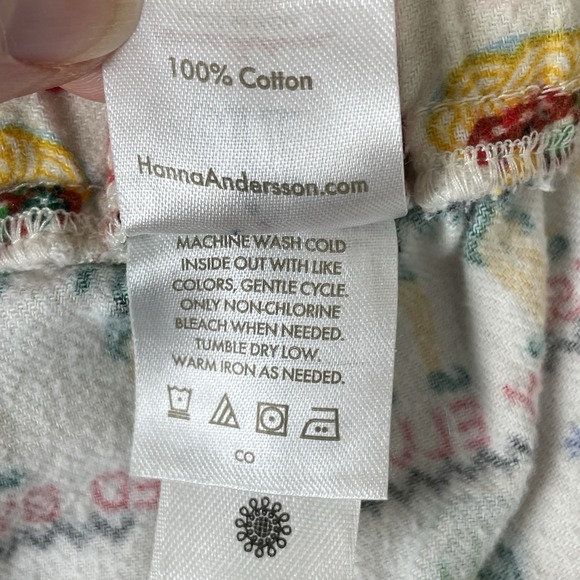 100% Cotton
HannaAndersson.com
MACHINE WASH COLD
INSIDE OUT WITH LIKE
COLORS, GENTLE CYCLE.
ONLY NON-CHLORINE
BLEACH WHEN NEEDED.
TUMBLE DRY LOW.
WARM IRON AS NEEDED.
CO